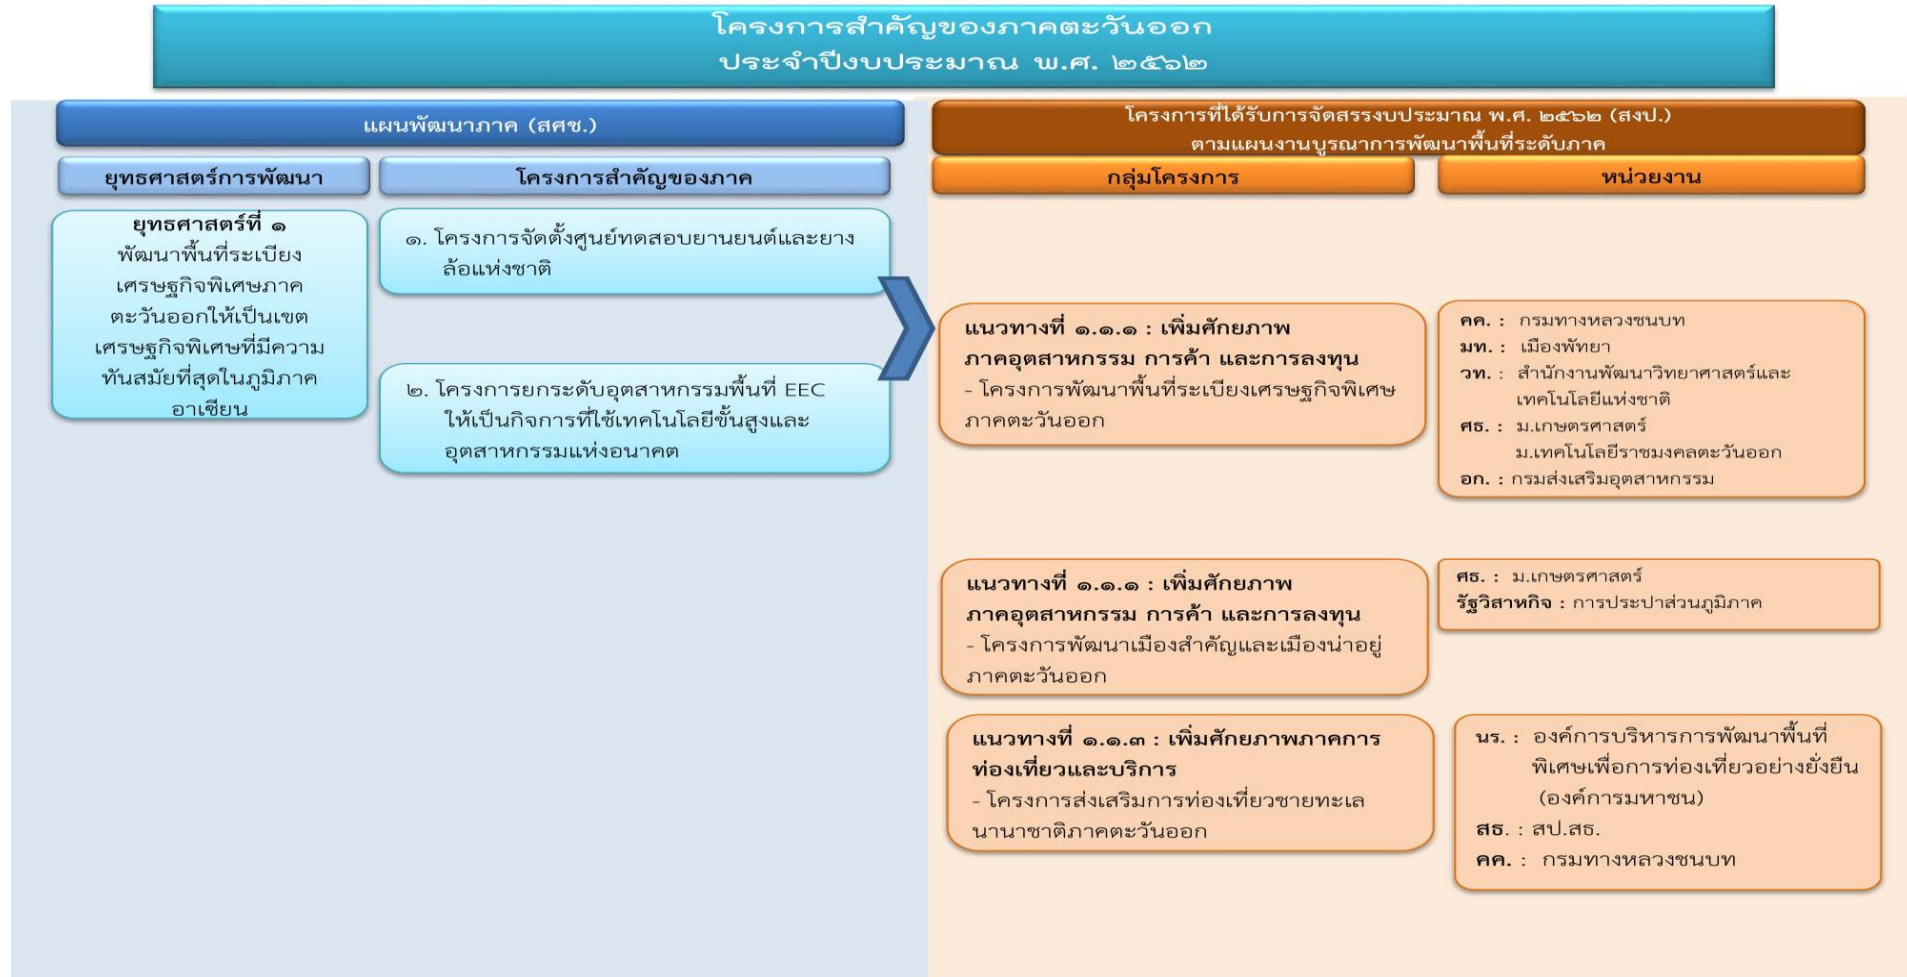 โครงการสำคัญของภาคตะวันออก
ประจำปีงบประมาณ พ.ศ. ๒๕๖๒
แผนพัฒนาภาค (สศช.)
ยุทธศาสตร์การพัฒนา
โครงการสำคัญของภาค
ยุทธศาสตร์ที่ ๑
พัฒนาพื้นที่ระเบียง
เศรษฐกิจพิเศษภาค
ตะวันออกให้เป็นเขต
เศรษฐกิจพิเศษที่มีความ
ทันสมัยที่สุดในภูมิภาค
อาเซียน
๑. โครงการจัดตั้งศูนย์ทดสอบยานยนต์และยาง
ล้อแห่งชาติ
๒. โครงการยกระดับอุตสาหกรรมพื้นที่ EEC
ให้เป็นกิจการที่ใช้เทคโนโลยีขั้นสูงและ
อุตสาหกรรมแห่งอนาคต
โครงการที่ได้รับการจัดสรรงบประมาณ พ.ศ. ๒๕๖๒ (สงป.)
ตามแผนงานบูรณาการพัฒนาพื้นที่ระดับภาค
กลุ่มโครงการ
หน่วยงาน
แนวทางที่ ๑.๑.๑ : เพิ่มศักยภาพ
ภาคอุตสาหกรรม การค้า และการลงทุน
- โครงการพัฒนาพื้นที่ระเบียงเศรษฐกิจพิเศษ
ภาคตะวันออก
คค. : กรมทางหลวงชนบท
มท. : เมืองพัทยา
วท. : สำนักงานพัฒนาวิทยาศาสตร์และ
เทคโนโลยีแห่งชาติ
ศธ. : ม.เกษตรศาสตร์
ม.เทคโนโลยีราชมงคลตะวันออก
อก. : กรมส่งเสริมอุตสาหกรรม
แนวทางที่ ๑.๑.๑ : เพิ่มศักยภาพ
ภาคอุตสาหกรรม การค้า และการลงทุน
- โครงการพัฒนาเมืองสำคัญและเมืองน่าอยู่
ภาคตะวันออก
ศธ. : ม.เกษตรศาสตร์
รัฐวิสาหกิจ : การประปาส่วนภูมิภาค
แนวทางที่ ๑.๑.๓ : เพิ่มศักยภาพภาคการ
ท่องเที่ยวและบริการ
- โครงการส่งเสริมการท่องเที่ยวชายทะเล
นานาชาติภาคตะวันออก
นร. : องค์การบริหารการพัฒนาพื้นที่
พิเศษเพื่อการท่องเที่ยวอย่างยั่งยืน
(องค์การมหาชน)
สธ. : สป.สธ.
คค. : กรมทางหลวงชนบท